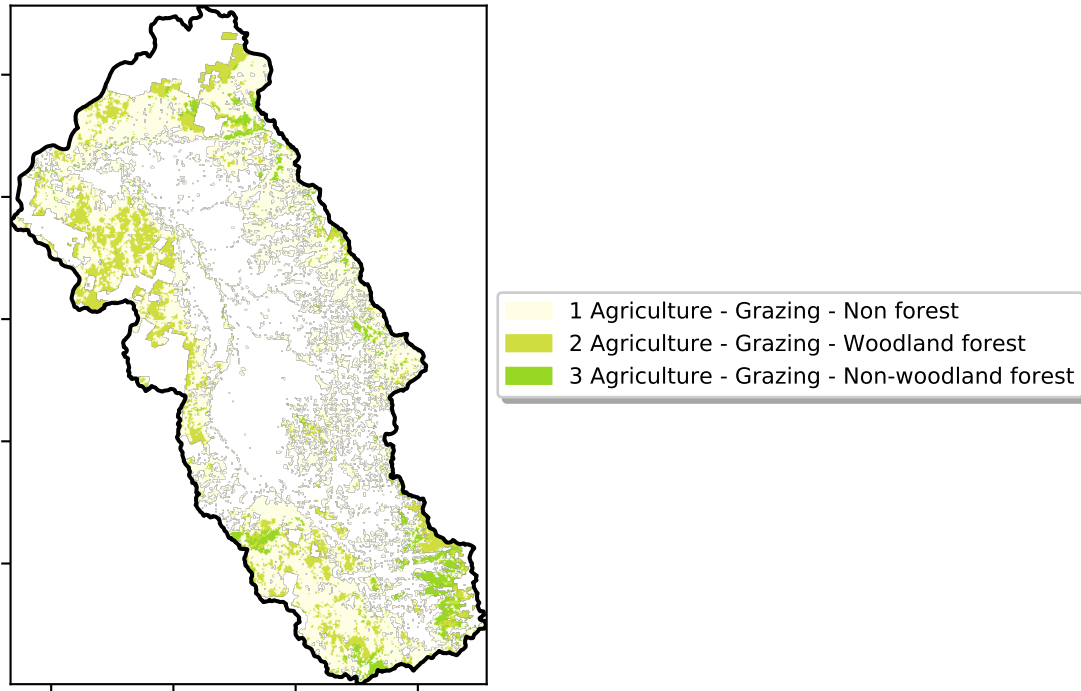 1 Agriculture - Grazing - Non forest
2 Agriculture - Grazing - Woodland forest
3 Agriculture - Grazing - Non-woodland forest